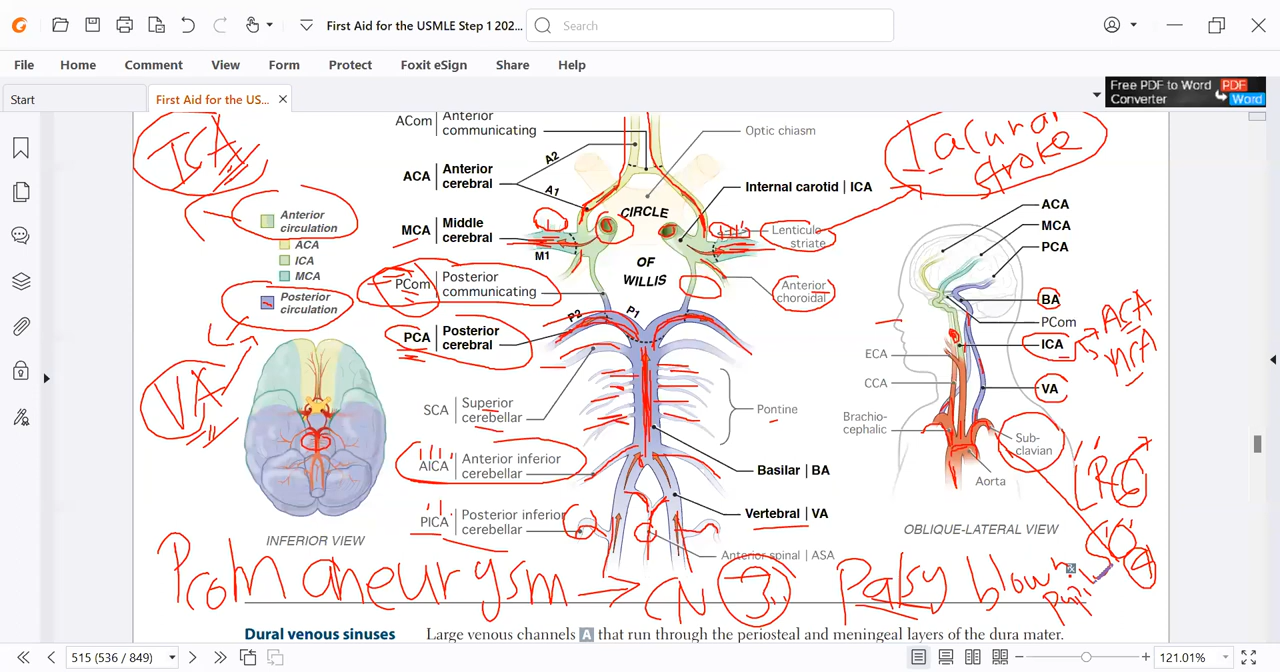 First Aid for the USMLE Step 1 202...
Search
File Home Comment View Form Protect Foxit eSign Share Help
Start
First Aid for the US...
Free PDF to Word
Converter
PDF
Word
ICA
Anterior
circulation
ACA
ICA
MCA
Posterior
circulation
VA
INFERIOR VIEW
ACom
Anterior
communicating
ACA
Anterior
cerebral
A2
A1
MCA
Middle
cerebral
M1
PCom
Posterior
communicating
PCA
Posterior
cerebral
P2
P1
SCA
Superior
cerebellar
AICA
Anterior inferior
cerebellar
PICA
Posterior inferior
cerebellar
CIRCLE
OF
WILLIS
Optic chiasm
Internal carotid | ICA
Lenticulo
striate
Anterior
choroidal
Pontine
Basilar | BA
Vertebral | VA
Anterior spinal | ASA
stroke
ACA
MCA
PCA
BA
PCom
ICA
VA
ECA
CCA
Brachio-
cephalic
Sub-
clavian
Aorta
ACA
MCA
OBLIQUE-LATERAL VIEW
Pcom aneurysm → CN 3 Palsy blown
Pupil
Dural venous sinuses
Large venous channels A that run through the periosteal and meningeal layers of the dura mater.
515 (536 / 849)
121.01%